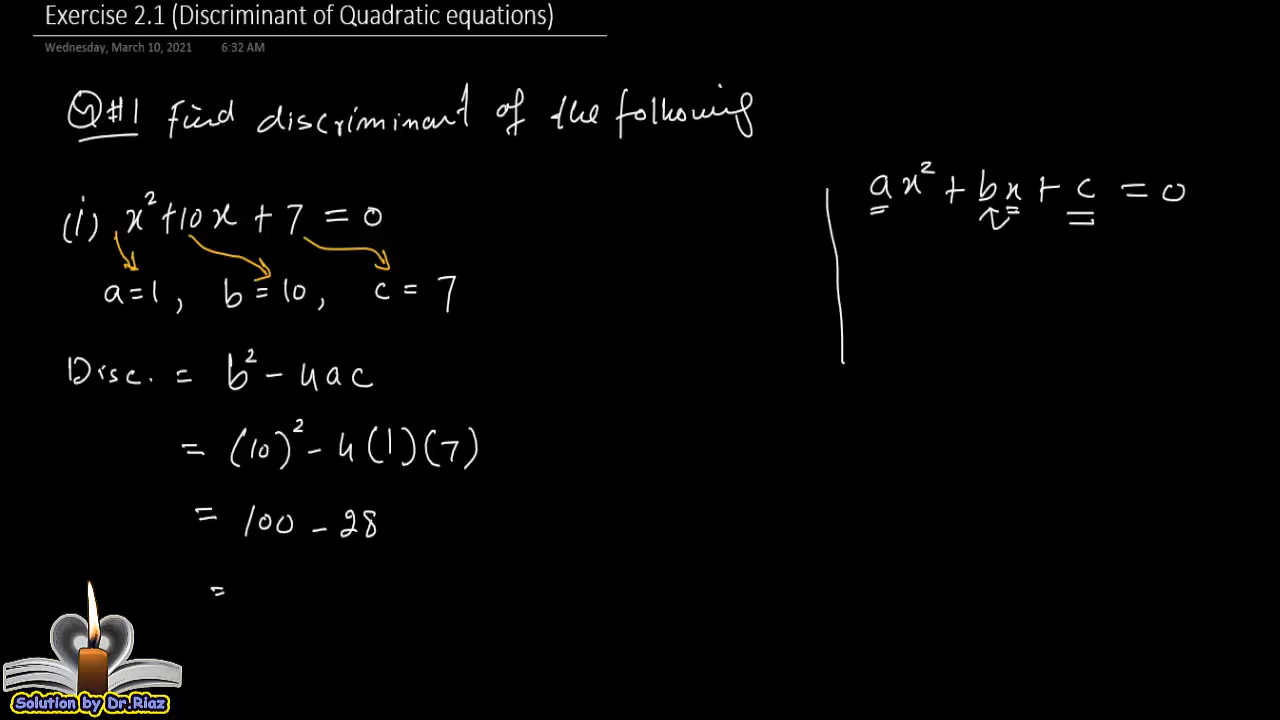 Exercise 2.1 (Discriminant of Quadratic equations)
Wednesday, March 10, 2021 6:32 AM
Q#1 Find discriminant of the following
(i) x²+10x + 7 = 0
ax² + bx + c = 0
a=1, b=10, c= 7
Disc. = b² - 4ac
= (10)² - 4(1)(7)
= 100 - 28
=
Solution by Dr.Riaz